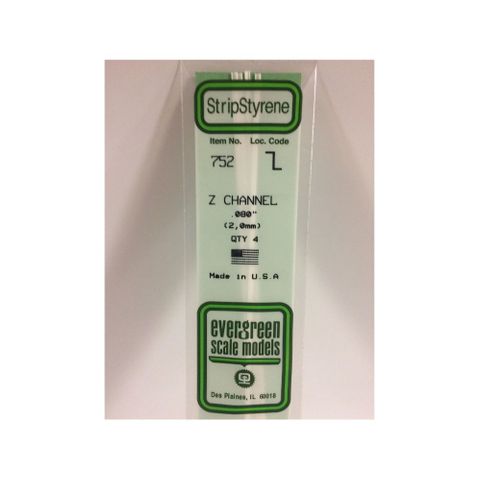 StripStyrene
Item No. Loc. Code
752
Z CHANNEL
.080"
(2,0mm)
QTY 4
Made in U.S.A
evergreen
scale models
Des Plaines, IL 60018